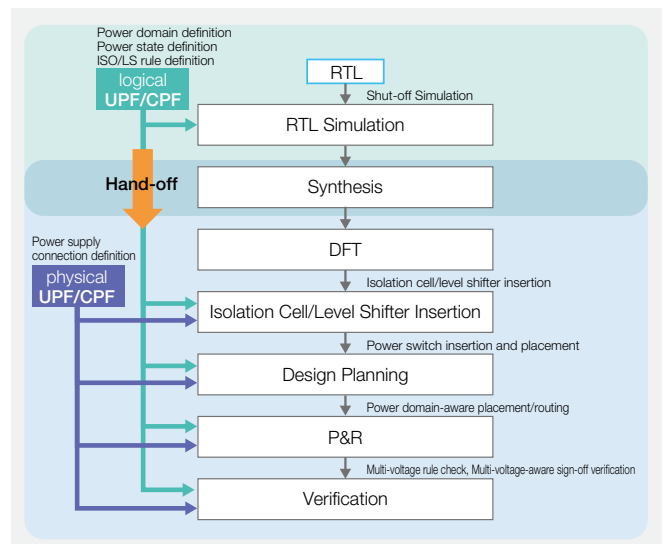 Power domain definition
Power state definition
ISO/LS rule definition
logical
UPF/CPF
RTL
Shut-off Simulation
RTL Simulation
Hand-off
Synthesis
DFT
Power supply
connection definition
physical
UPF/CPF
Isolation cell/level shifter insertion
Isolation Cell/Level Shifter Insertion
Power switch insertion and placement
Design Planning
Power domain-aware placement/routing
P&R
Multi-voltage rule check, Multi-voltage-aware sign-off verification
Verification